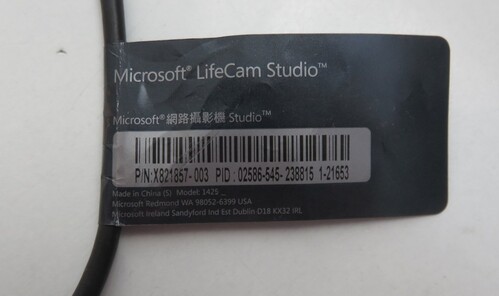 Microsoft® LifeCam Studio™
Microsoft®網路攝影機 Studio™
P/N:X821857-003 PID:02586-545-238815 1-21653
Made in China (S) Model: 1425
Microsoft Redmond WA 98052-6399 USA
Microsoft Ireland Sandyford Ind Est Dublin D18 KX32 IRL